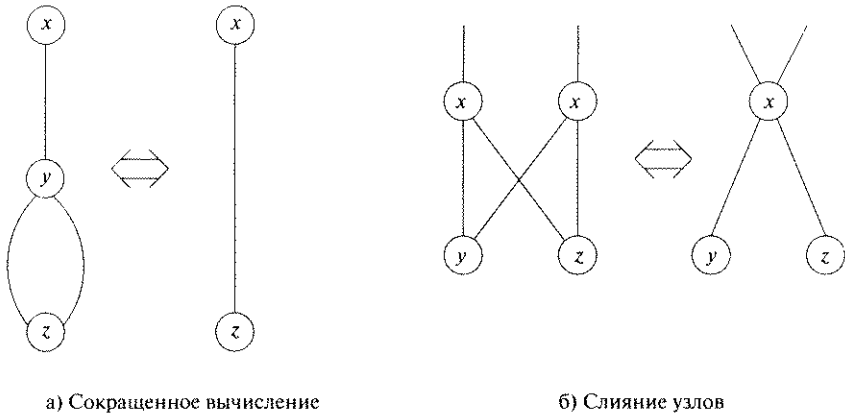 x x
x x x
y
y z y z
z z
а) Сокращенное вычисление
б) Слияние узлов